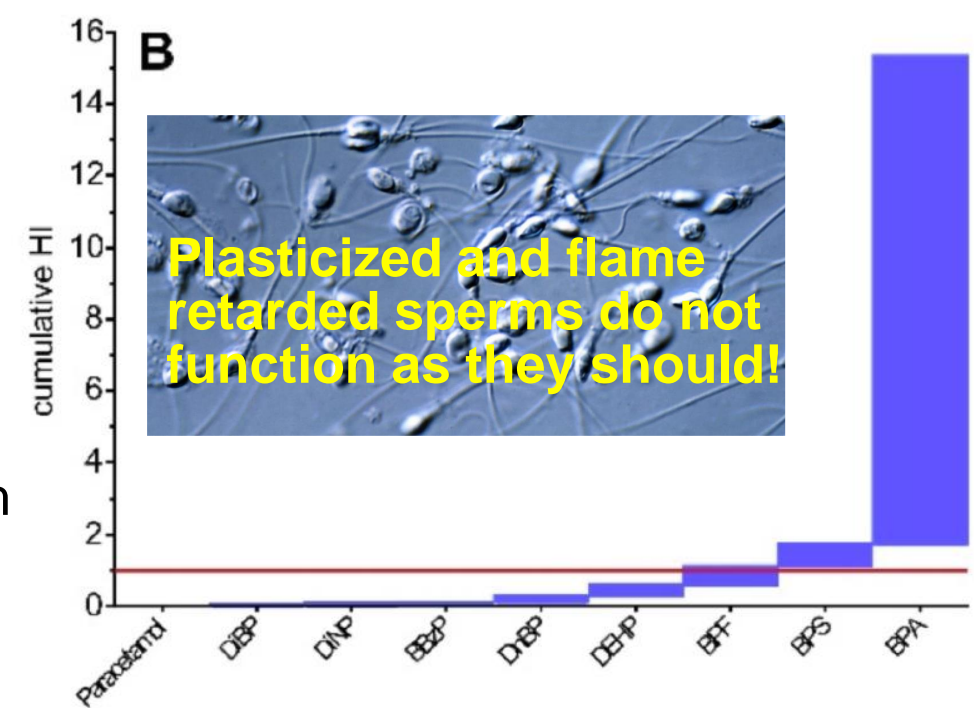 B
16
14
12
10
8
6
4
2
0
cumulative HI
Plasticized and flame
retarded sperms do not
function as they should!
n
Paracetamol
DiBP
DINP
BBzP
DnBP
DEHP
BPF
BPS
BPA